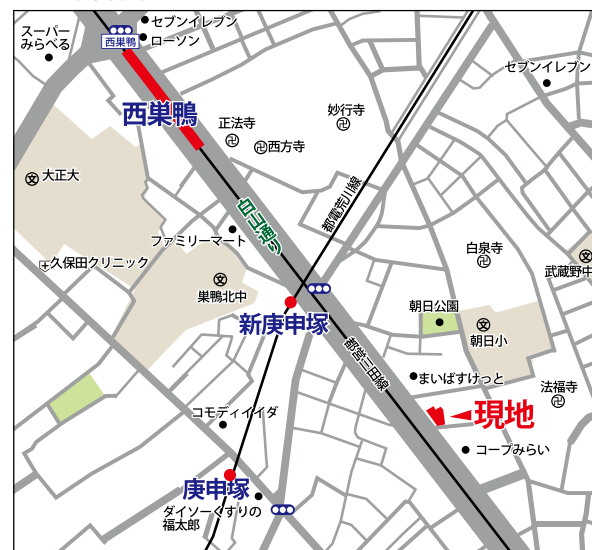 セブンイレブン
ローソン
スーパー
みらべる
西巣鴨
セブンイレブン
西巣鴨
正法寺
西方寺
妙行寺
大正大
都電荒川線
白山通り
ファミリーマート
白泉寺
久保田クリニック
武蔵野中
巣鴨北中
朝日公園
新庚申塚
朝日小
都営三田線
まいばすけっと
法福寺
コモディイイダ
現地
コープみらい
庚申塚
ダイソーくすりの
福太郎